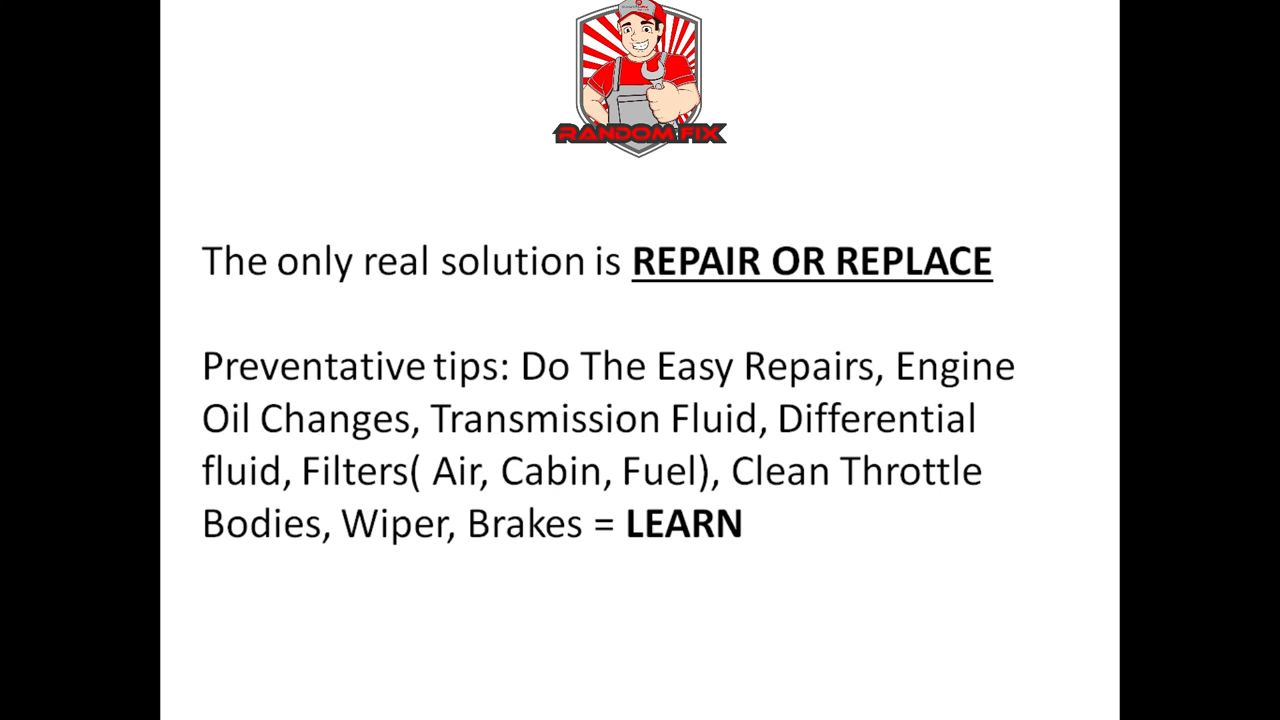 RANDOM FIX
The only real solution is REPAIR OR REPLACE
Preventative tips: Do The Easy Repairs, Engine
Oil Changes, Transmission Fluid, Differential
fluid, Filters( Air, Cabin, Fuel), Clean Throttle
Bodies, Wiper, Brakes = LEARN